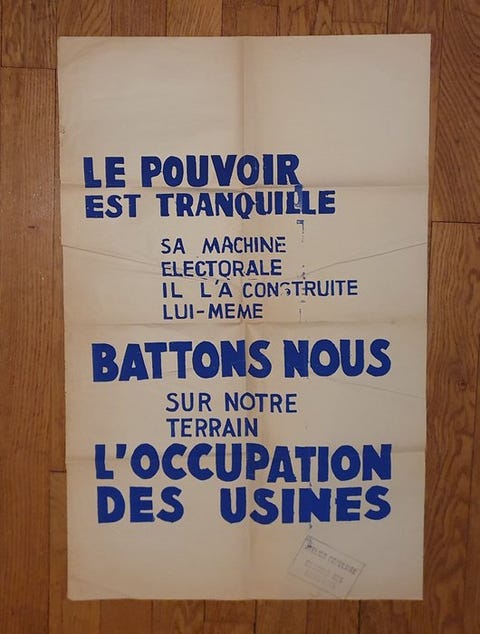 LE POUVOIR
EST TRANQUILLE
SA MACHINE
ELECTORALE
IL L'À CONSTRUITE
LUI-MEME
BATTONS NOUS
SUR NOTRE
TERRAIN
L'OCCUPATION
DES USINES